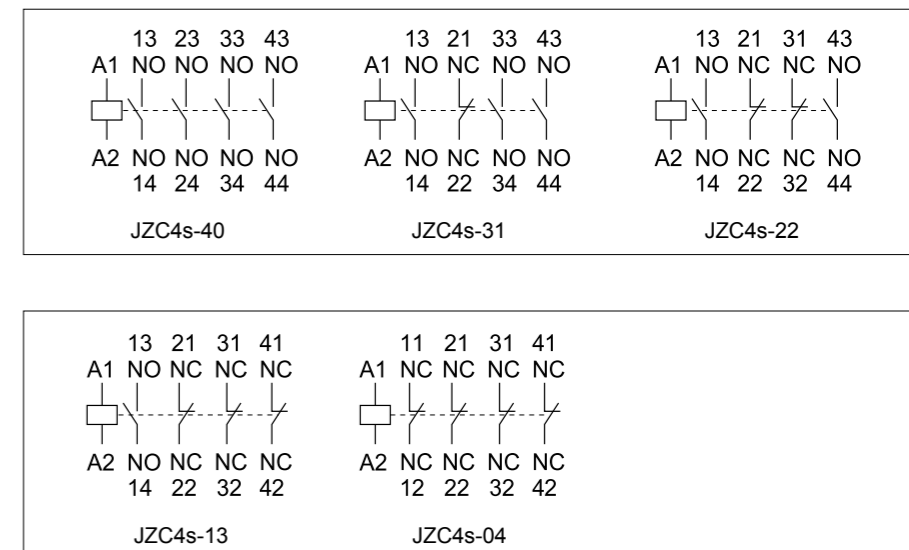 13 23 33 43
A1 NO NO NO NO
A2 NO NO NO NO
14 24 34 44
JZC4s-40
13 21 33 43
A1 NO NC NO NO
A2 NO NC NO NO
14 22 34 44
JZC4s-31
13 21 31 43
A1 NO NC NC NO
A2 NO NC NC NO
14 22 32 44
JZC4s-22
13 21 31 41
A1 NO NC NC NC
A2 NO NC NC NC
14 22 32 42
JZC4s-13
11 21 31 41
A1 NC NC NC NC
A2 NC NC NC NC
12 22 32 42
JZC4s-04